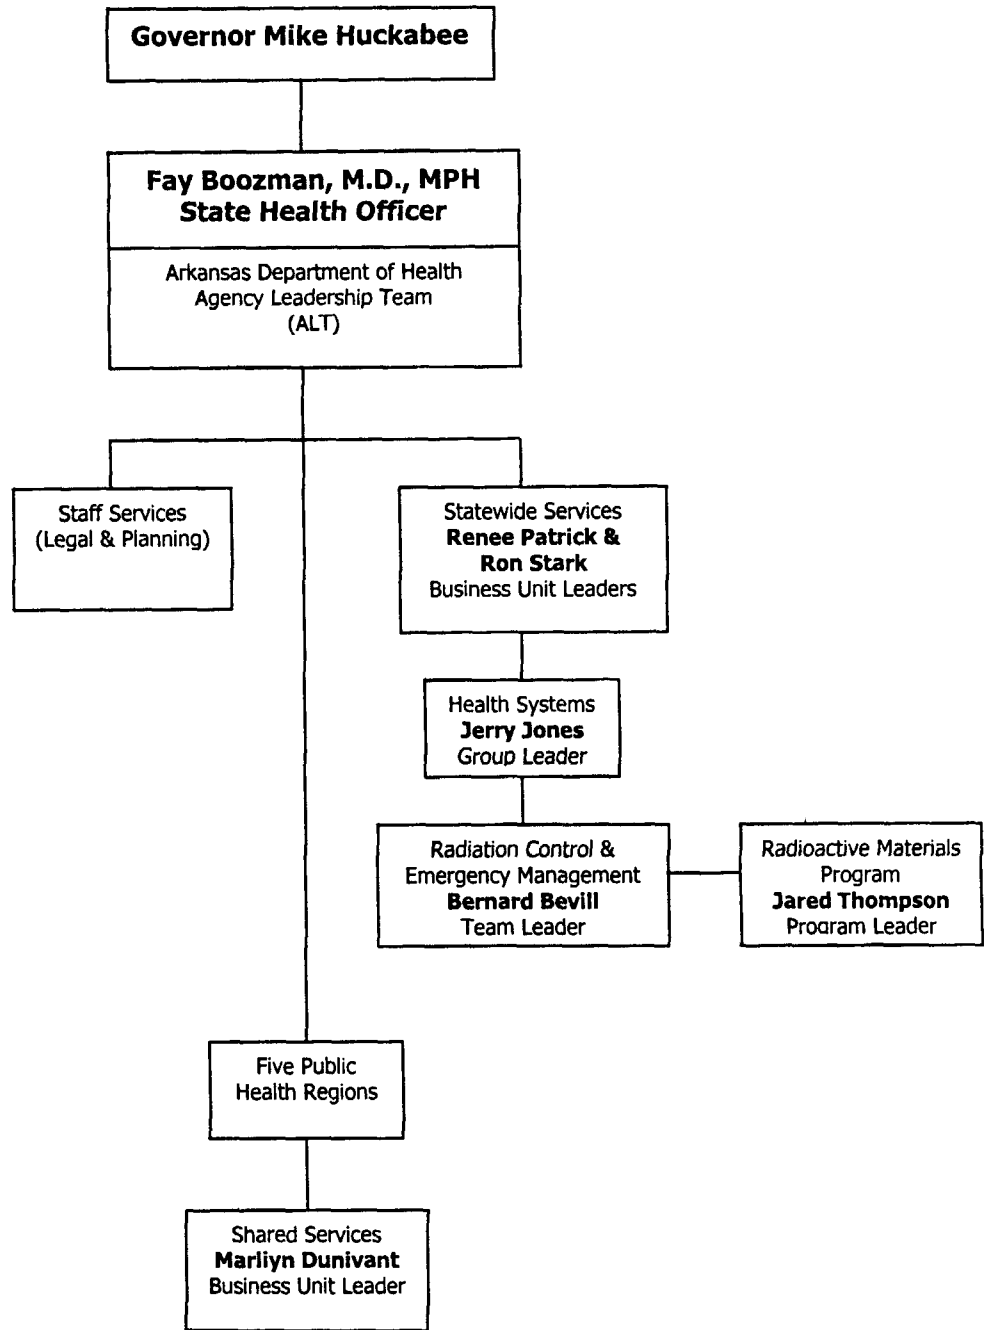 Governor Mike Huckabee
Fay Boozman, M.D., MPH
State Health Officer
Arkansas Department of Health
Agency Leadership Team
(ALT)
Staff Services
(Legal & Planning)
Statewide Services
Renee Patrick &
Ron Stark
Business Unit Leaders
Health Systems
Jerry Jones
Group Leader
Radiation Control &
Emergency Management
Bernard Bevill
Team Leader
Radioactive Materials
Program
Jared Thompson
Program Leader
Five Public
Health Regions
Shared Services
Marliyn Dunivant
Business Unit Leader